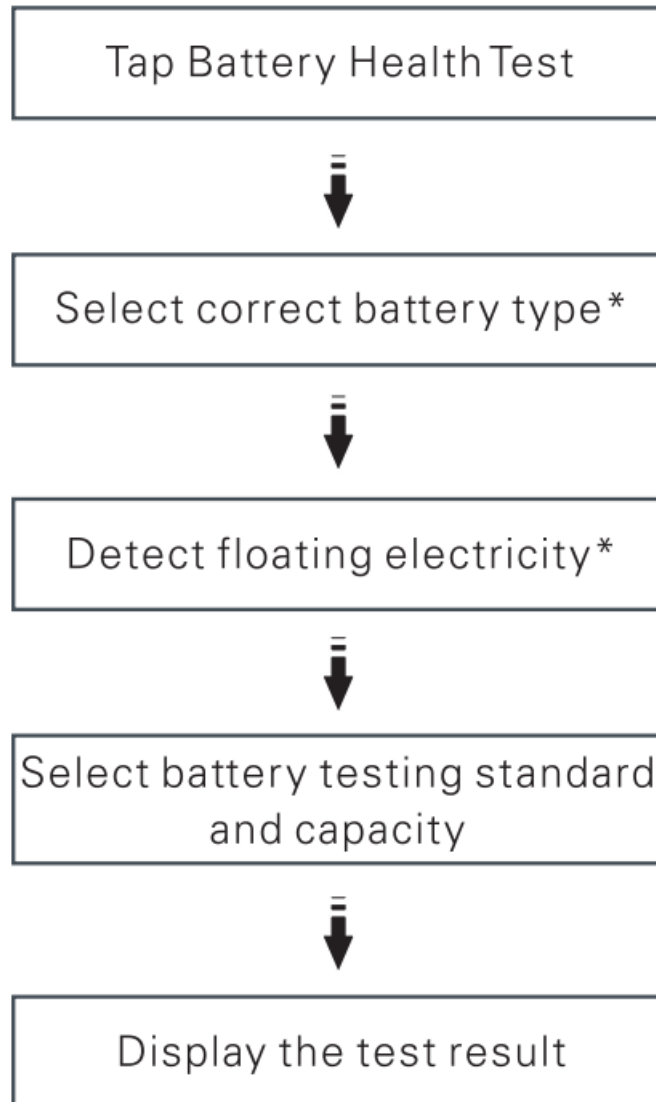 Tap Battery Health Test
Select correct battery type*
Detect floating electricity*
Select battery testing standard
and capacity
Display the test result